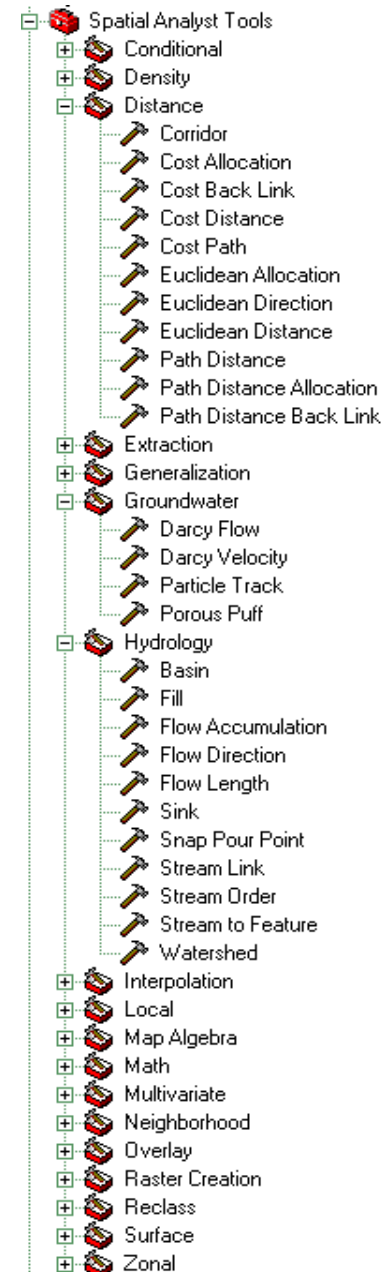 Spatial Analyst Tools
Conditional
Density
Distance
Corridor
Cost Allocation
Cost Back Link
Cost Distance
Cost Path
Euclidean Allocation
Euclidean Direction
Euclidean Distance
Path Distance
Path Distance Allocation
Path Distance Back Link
Extraction
Generalization
Groundwater
Darcy Flow
Darcy Velocity
Particle Track
Porous Puff
Hydrology
Basin
Fill
Flow Accumulation
Flow Direction
Flow Length
Sink
Snap Pour Point
Stream Link
Stream Order
Stream to Feature
Watershed
Interpolation
Local
Map Algebra
Math
Multivariate
Neighborhood
Overlay
Raster Creation
Reclass
Surface
Zonal